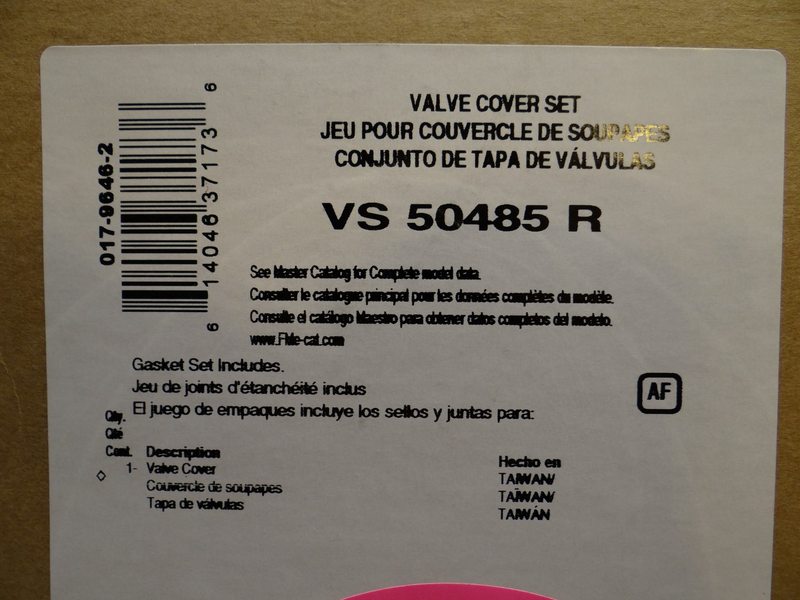 VALVE COVER SET
JEU POUR COUVERCLE DE SOUPAPES
CONJUNTO DE TAPA DE VÁLVULAS
VS 50485 R
017-9646-2
6 14046 37173 6
See Master Catalog for Complete model data.
Consulter le catalogue principal pour les données complètes du modèle.
Consulte el catálogo Maestro para obtener datos completos del modelo.
www.FMe-cat.com
Gasket Set Includes.
Jeu de joints d'étanchéité inclus
El juego de empaques incluye los sellos y juntas para:
AF
Qty.
Qté
Cant. Description
1- Valve Cover
Couvercle de soupapes
Tapa de válvulas
Hecho en
TAIWAN/
TAÏWAN/
TAIWÁN